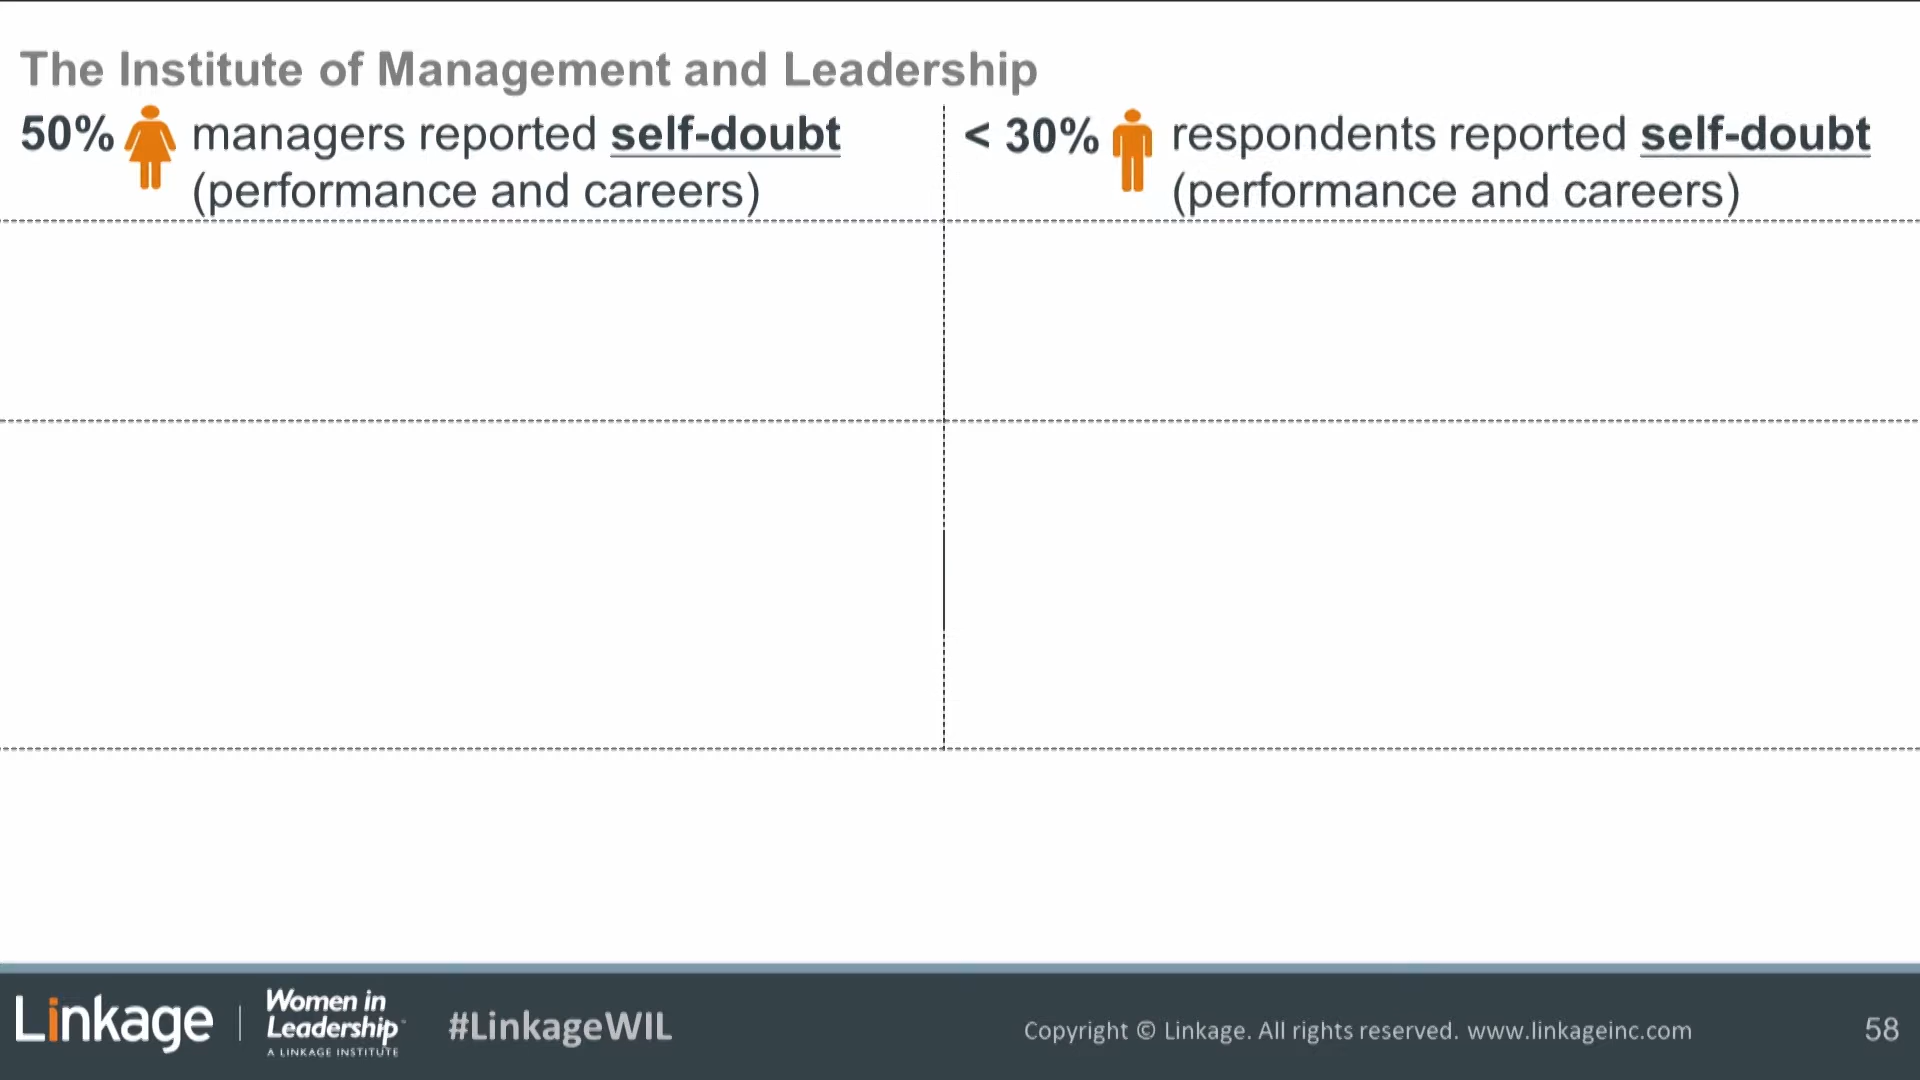 The Institute of Management and Leadership
50% managers reported self-doubt
(performance and careers)
< 30% respondents reported self-doubt
(performance and careers)
Linkage
Women in
Leadership
A LINKAGE INSTITUTE
#LinkageWIL
Copyright © Linkage. All rights reserved. www.linkageinc.com
58